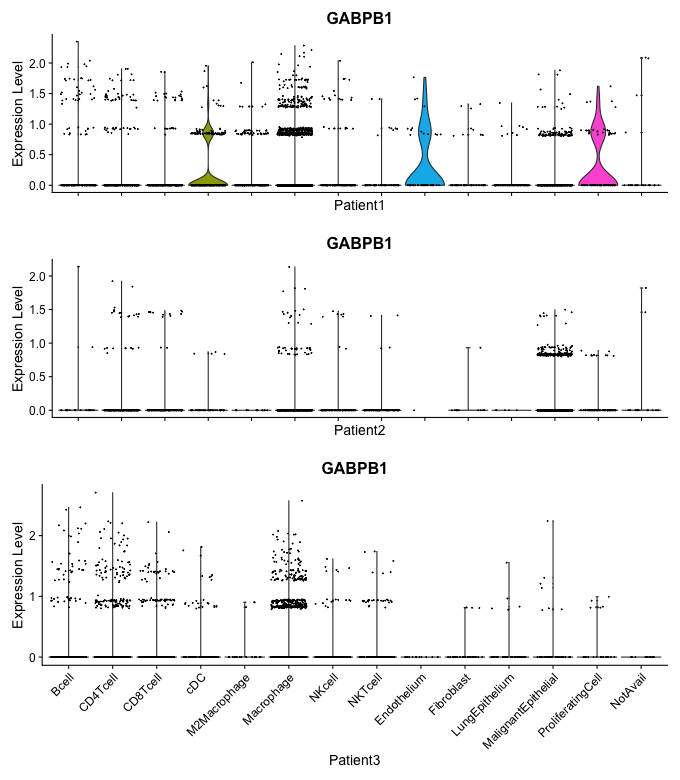 GABPB1
Expression Level
2.0
1.5
1.0
0.5
0.0
Patient1
GABPB1
Expression Level
2.0
1.5
1.0
0.5
0.0
Patient2
GABPB1
Expression Level
2
1
0
Bcell
CD4Tcell
CD8Tcell
cDC
M2Macrophage
Macrophage
NKcell
NKTcell
Endothelium
Fibroblast
LungEpithelium
MalignantEpithelial
ProliferatingCell
NotAvail
Patient3